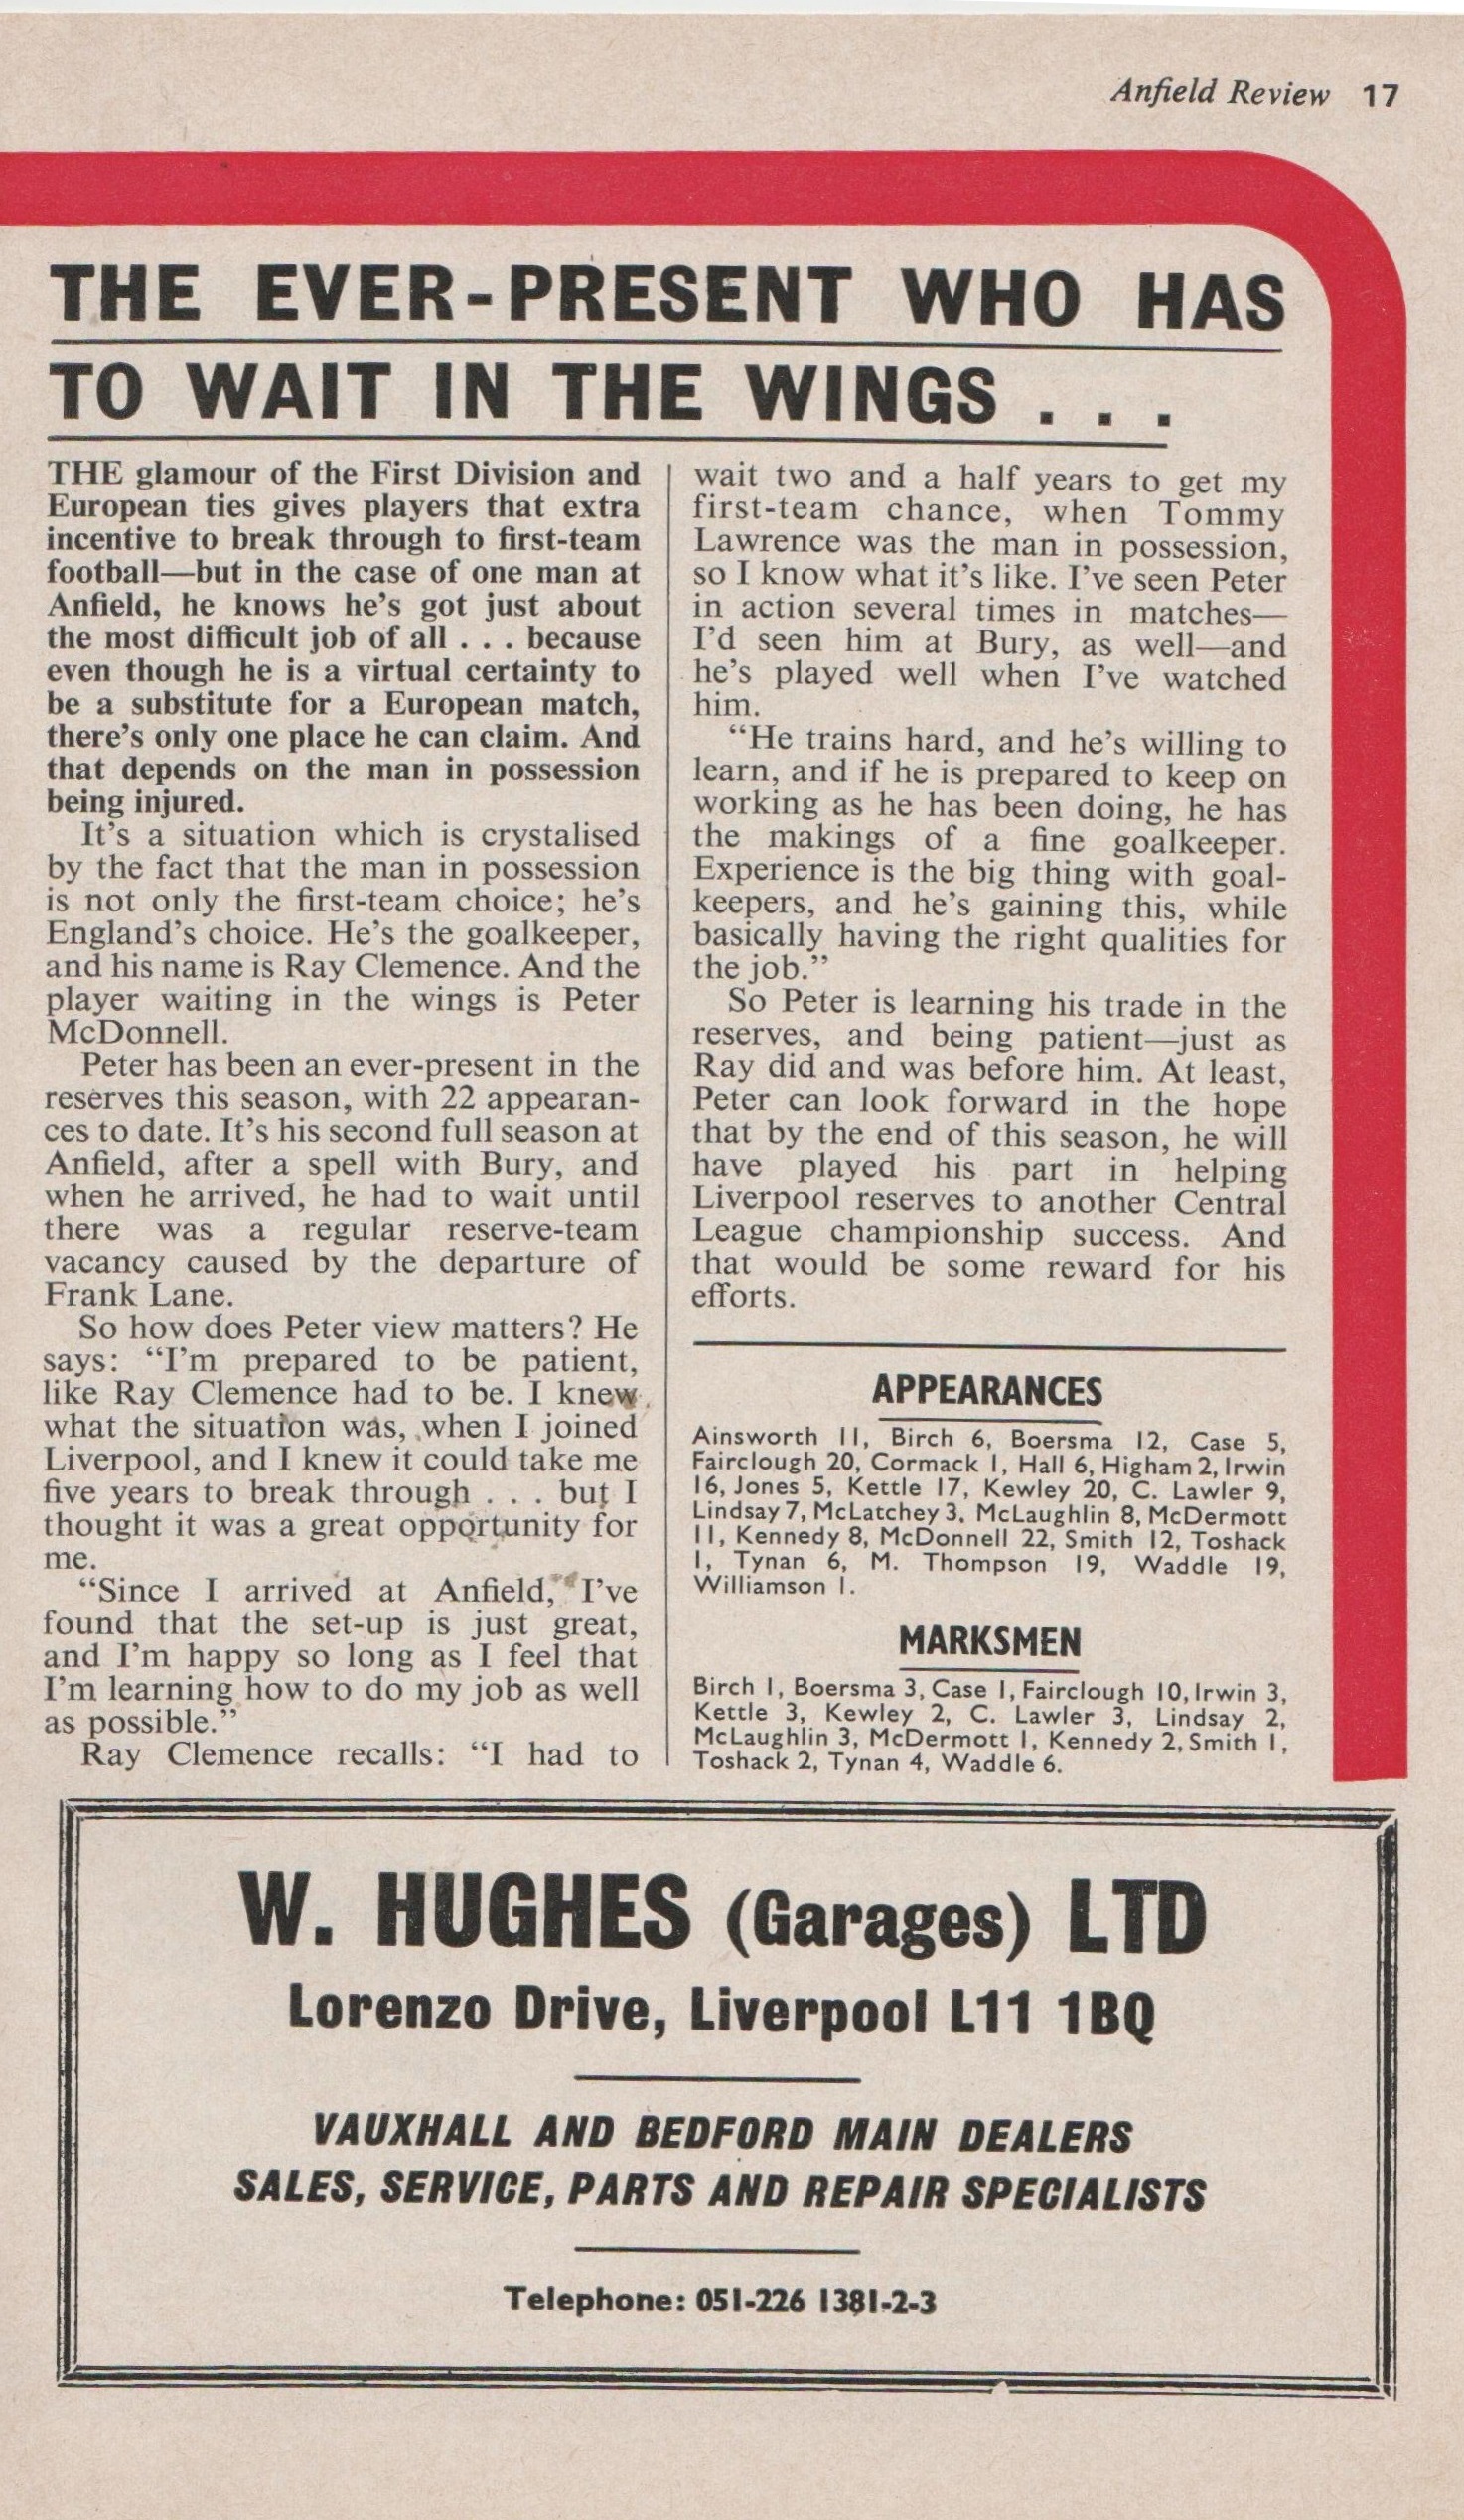 Anfield Review 17
THE EVER-PRESENT WHO HAS
TO WAIT IN THE WINGS . . .
THE glamour of the First Division and
European ties gives players that extra
incentive to break through to first-team
football—but in the case of one man at
Anfield, he knows he's got just about
the most difficult job of all . . . because
even though he is a virtual certainty to
be a substitute for a European match,
there's only one place he can claim. And
that depends on the man in possession
being injured.
It's a situation which is crystalised
by the fact that the man in possession
is not only the first-team choice; he's
England's choice. He's the goalkeeper,
and his name is Ray Clemence. And the
player waiting in the wings is Peter
McDonnell.
Peter has been an ever-present in the
reserves this season, with 22 appearan-
ces to date. It's his second full season at
Anfield, after a spell with Bury, and
when he arrived, he had to wait until
there was a regular reserve-team
vacancy caused by the departure of
Frank Lane.
So how does Peter view matters? He
says: “I'm prepared to be patient,
like Ray Clemence had to be. I knew
what the situation was, when I joined
Liverpool, and I knew it could take me
five years to break through . . . but I
thought it was a great opportunity for
me.
“Since I arrived at Anfield, I've
found that the set-up is just great,
and I'm happy so long as I feel that
I'm learning how to do my job as well
as possible.”
Ray Clemence recalls: “I had to
wait two and a half years to get my
first-team chance, when Tommy
Lawrence was the man in possession,
so I know what it's like. I've seen Peter
in action several times in matches—
I'd seen him at Bury, as well—and
he's played well when I've watched
him.
“He trains hard, and he's willing to
learn, and if he is prepared to keep on
working as he has been doing, he has
the makings of a fine goalkeeper.
Experience is the big thing with goal-
keepers, and he's gaining this, while
basically having the right qualities for
the job.”
So Peter is learning his trade in the
reserves, and being patient—just as
Ray did and was before him. At least,
Peter can look forward in the hope
that by the end of this season, he will
have played his part in helping
Liverpool reserves to another Central
League championship success. And
that would be some reward for his
efforts.
APPEARANCES
Ainsworth 11, Birch 6, Boersma 12, Case 5,
Fairclough 20, Cormack 1, Hall 6, Higham 2, Irwin
16, Jones 5, Kettle 17, Kewley 20, C. Lawler 9,
Lindsay 7, McLatchey 3, McLaughlin 8, McDermott
11, Kennedy 8, McDonnell 22, Smith 12, Toshack
1, Tynan 6, M. Thompson 19, Waddle 19,
Williamson 1.
MARKSMEN
Birch 1, Boersma 3, Case 1, Fairclough 10, Irwin 3,
Kettle 3, Kewley 2, C. Lawler 3, Lindsay 2,
McLaughlin 3, McDermott 1, Kennedy 2, Smith 1,
Toshack 2, Tynan 4, Waddle 6.
W. HUGHES (Garages) LTD
Lorenzo Drive, Liverpool L11 1BQ
VAUXHALL AND BEDFORD MAIN DEALERS
SALES, SERVICE, PARTS AND REPAIR SPECIALISTS
Telephone: 051-226 1381-2-3